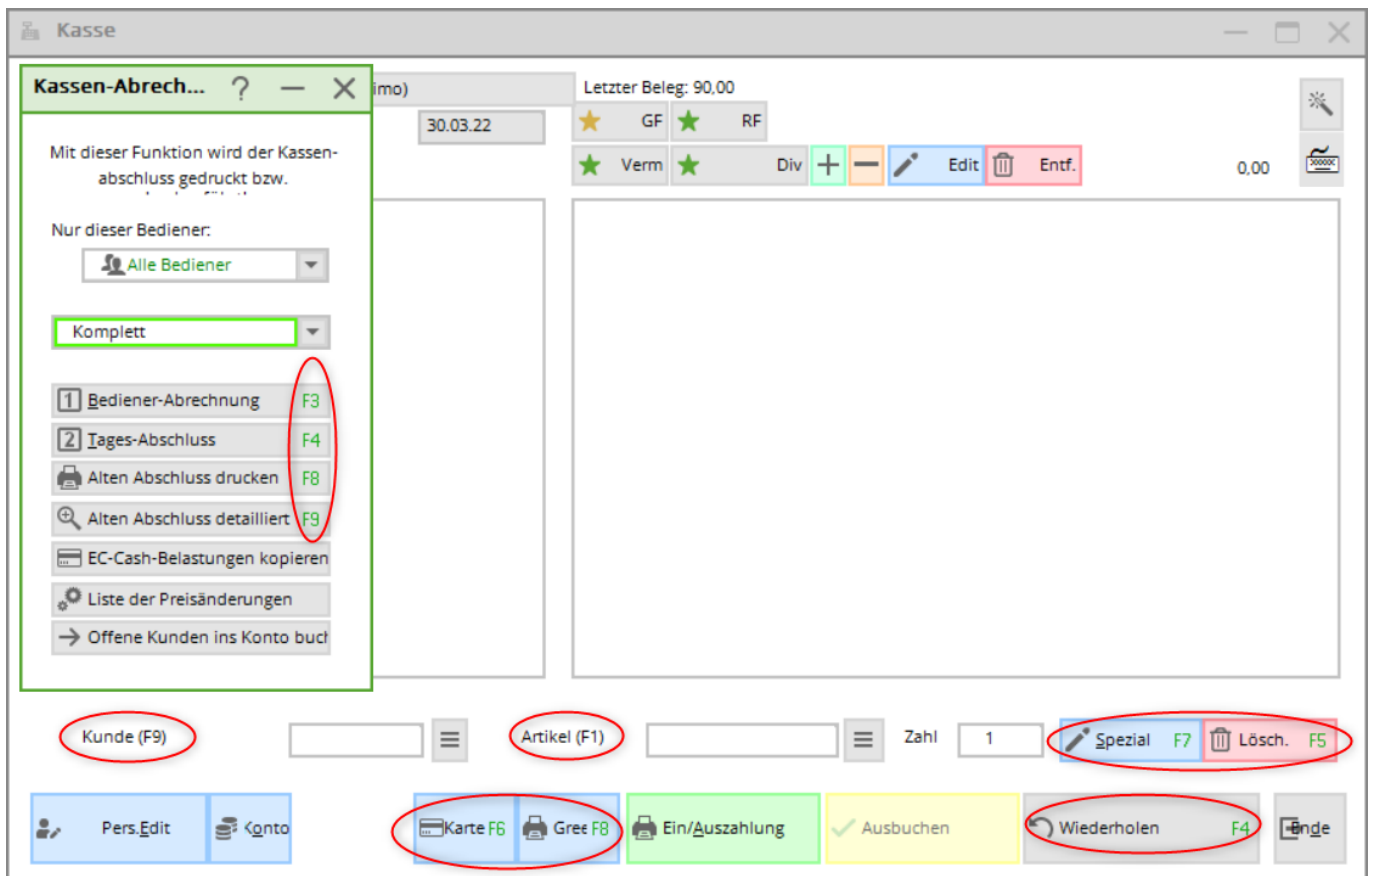 Kasse
Kassen-Abrech... ?
imo)
Letzter Beleg: 90,00
30.03.22
GF
RF
Verm
Div
Edit
Entf.
0,00
Mit dieser Funktion wird der Kassen-
abschluss gedruckt bzw.
Nur dieser Bediener:
Alle Bediener
Komplett
1 Bediener-Abrechnung F3
2 Tages-Abschluss F4
Alten Abschluss drucken F8
Alten Abschluss detailliert F9
EC-Cash-Belastungen kopieren
Liste der Preisänderungen
Offene Kunden ins Konto buch
Kunde (F9)
Artikel (F1)
Zahl 1
Spezial F7
Lösch. F5
Pers.Edit
Konto
Karte F6
Gree F8
Ein/Auszahlung
Ausbuchen
Wiederholen F4
Ende